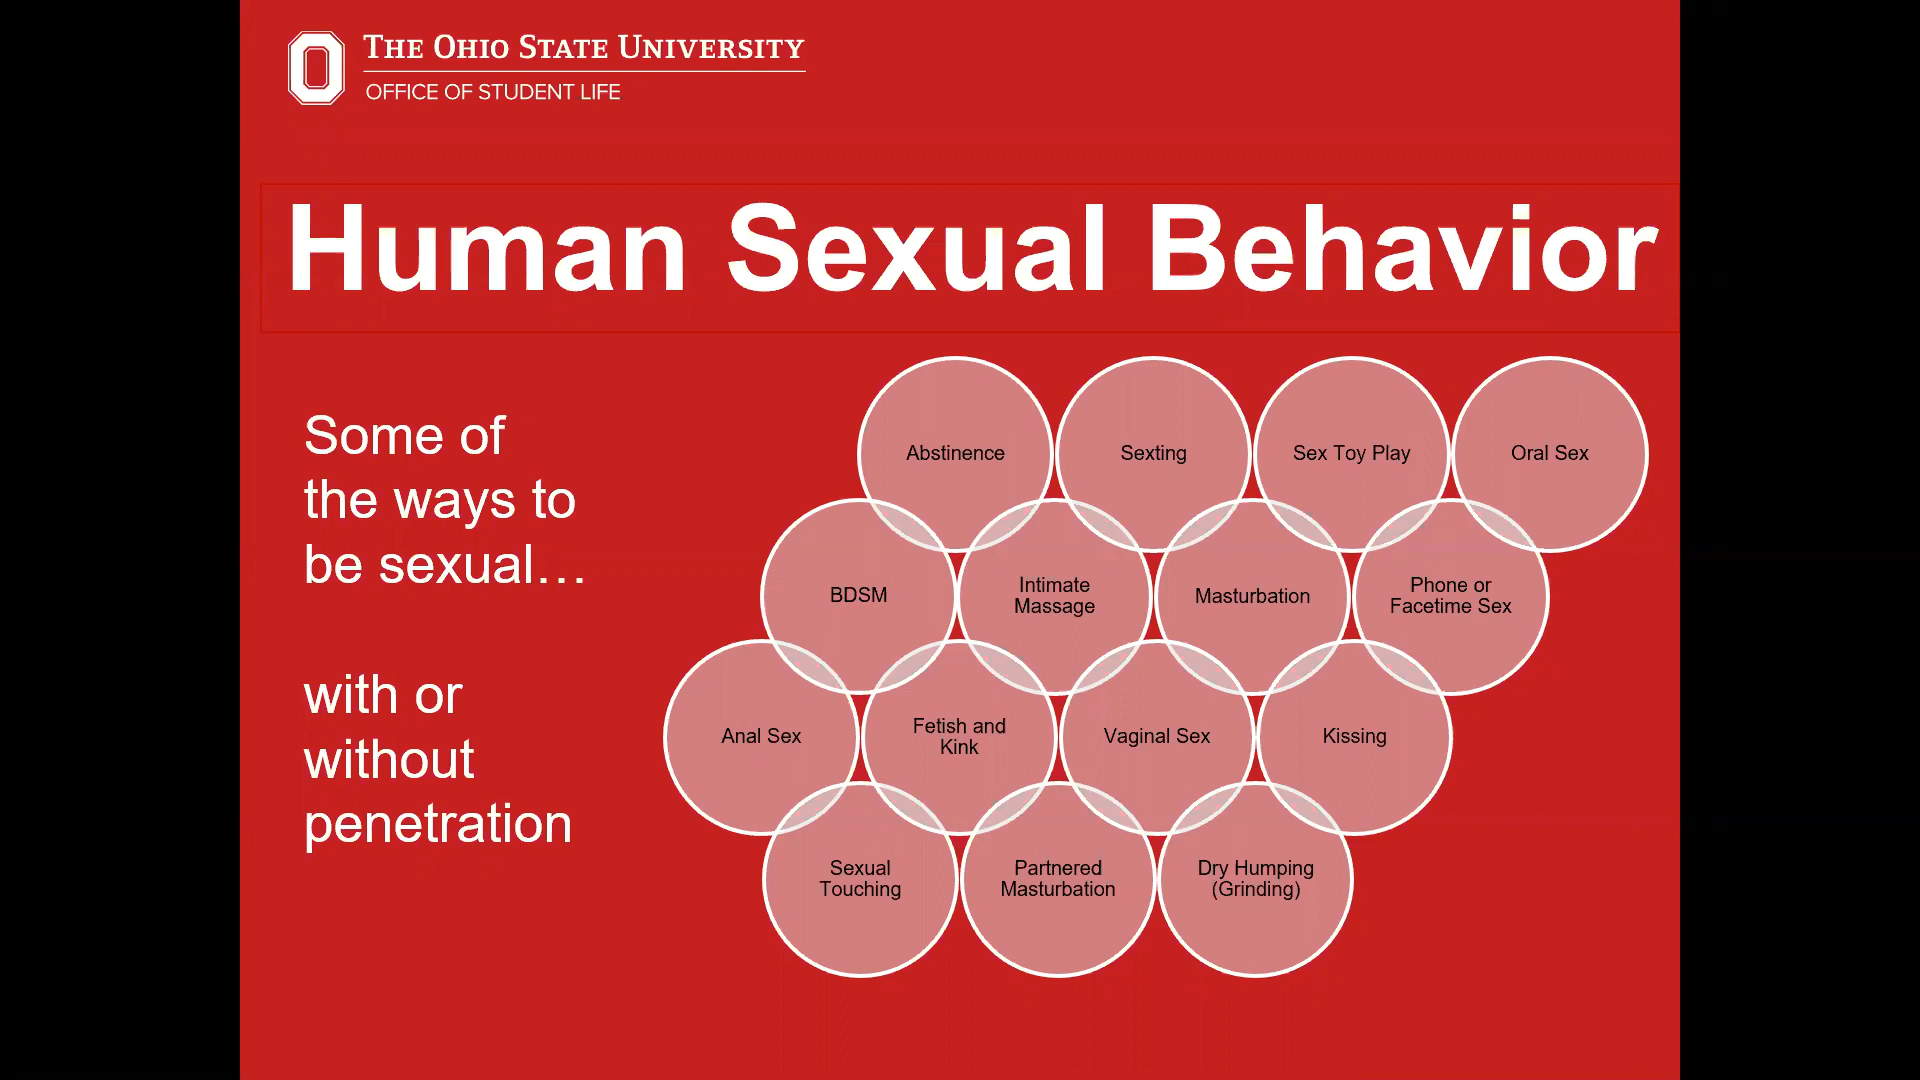 THE OHIO STATE UNIVERSITY
OFFICE OF STUDENT LIFE
Human Sexual Behavior
Some of
the ways to
be sexual…
with or
without
penetration
Abstinence
Sexting
Sex Toy Play
Oral Sex
BDSM
Intimate
Massage
Masturbation
Phone or
Facetime Sex
Anal Sex
Fetish and
Kink
Vaginal Sex
Kissing
Sexual
Touching
Partnered
Masturbation
Dry Humping
(Grinding)